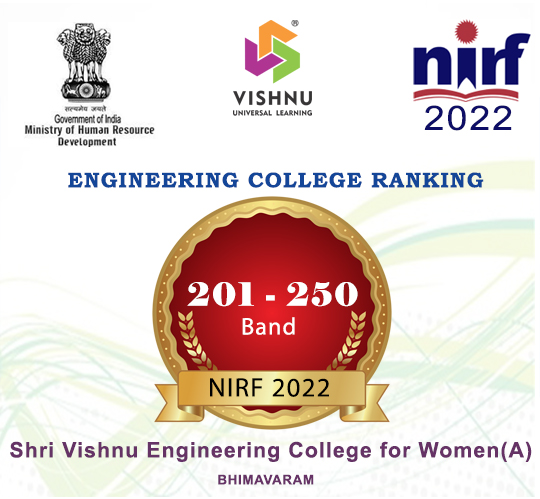 सत्यमेव जयते
Government of India
Ministry of Human Resource
Development
VISHNU
UNIVERSAL LEARNING
®
nirf
2022
ENGINEERING COLLEGE RANKING
201 - 250
Band
NIRF 2022
Shri Vishnu Engineering College for Women(A)
BHIMAVARAM